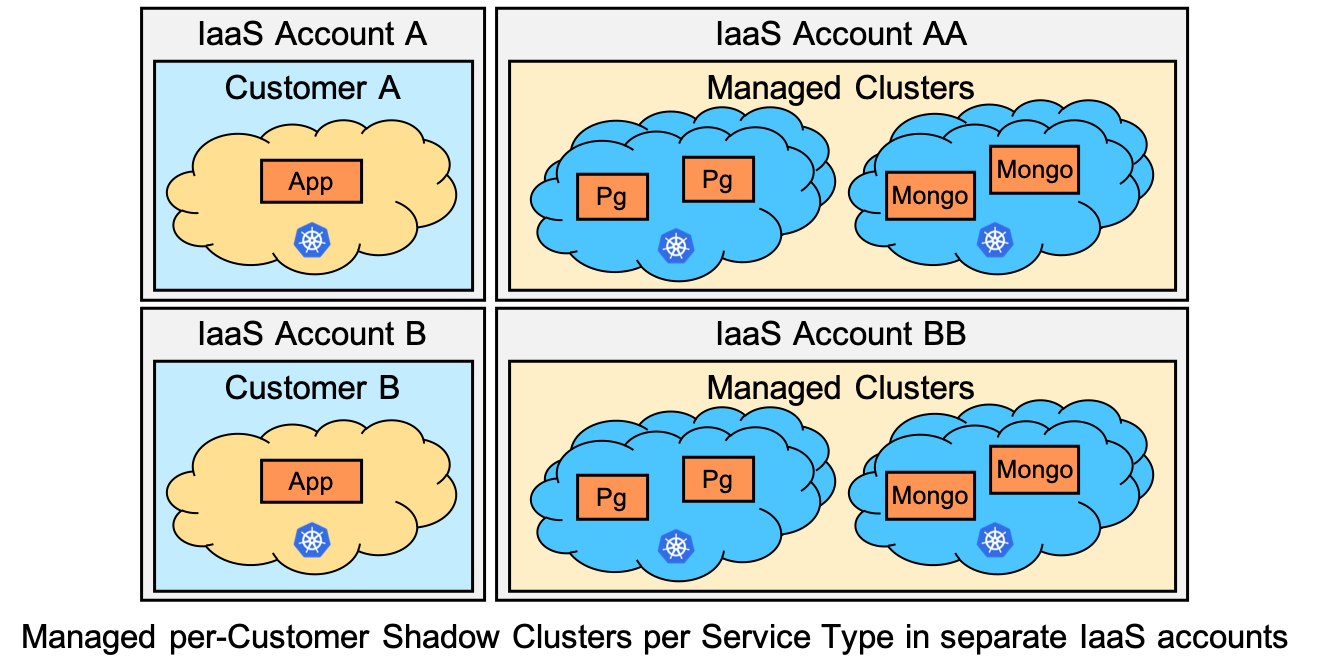 IaaS Account A
Customer A
App
IaaS Account AA
Managed Clusters
Pg
Pg
Mongo
Mongo
IaaS Account B
Customer B
App
IaaS Account BB
Managed Clusters
Pg
Pg
Mongo
Mongo
Managed per-Customer Shadow Clusters per Service Type in separate IaaS accounts